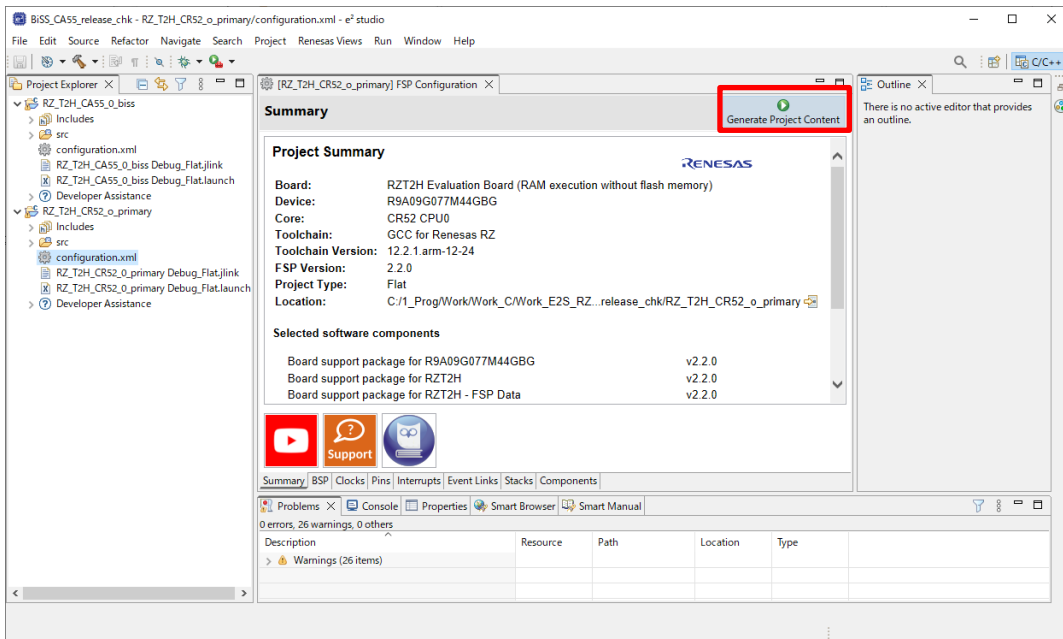 BiSS_CA55_release_chk - RZ_T2H_CR52_o_primary/configuration.xml - e² studio
File Edit Source Refactor Navigate Search Project Renesas Views Run Window Help
C/C++
Project Explorer
RZ_T2H_CA55_0_biss
Includes
src
configuration.xml
RZ_T2H_CA55_0_biss Debug_Flat.jlink
RZ_T2H_CA55_0_biss Debug_Flat.launch
Developer Assistance
RZ_T2H_CR52_o_primary
Includes
src
configuration.xml
RZ_T2H_CR52_0_primary Debug_Flat.jlink
RZ_T2H_CR52_0_primary Debug_Flat.launch
Developer Assistance
[RZ_T2H_CR52_o_primary] FSP Configuration
Summary
Generate Project Content
Project Summary
RENESAS
Board: RZT2H Evaluation Board (RAM execution without flash memory)
Device: R9A09G077M44GBG
Core: CR52 CPU0
Toolchain: GCC for Renesas RZ
Toolchain Version: 12.2.1.arm-12-24
FSP Version: 2.2.0
Project Type: Flat
Location: C:/1_Prog/Work/Work_C/Work_E2S_RZ...release_chk/RZ_T2H_CR52_o_primary
Selected software components
Board support package for R9A09G077M44GBG v2.2.0
Board support package for RZT2H v2.2.0
Board support package for RZT2H - FSP Data v2.2.0
Support
Summary BSP Clocks Pins Interrupts Event Links Stacks Components
Outline
There is no active editor that provides
an outline.
Problems Console Properties Smart Browser Smart Manual
0 errors, 26 warnings, 0 others
Description Resource Path Location Type
Warnings (26 items)